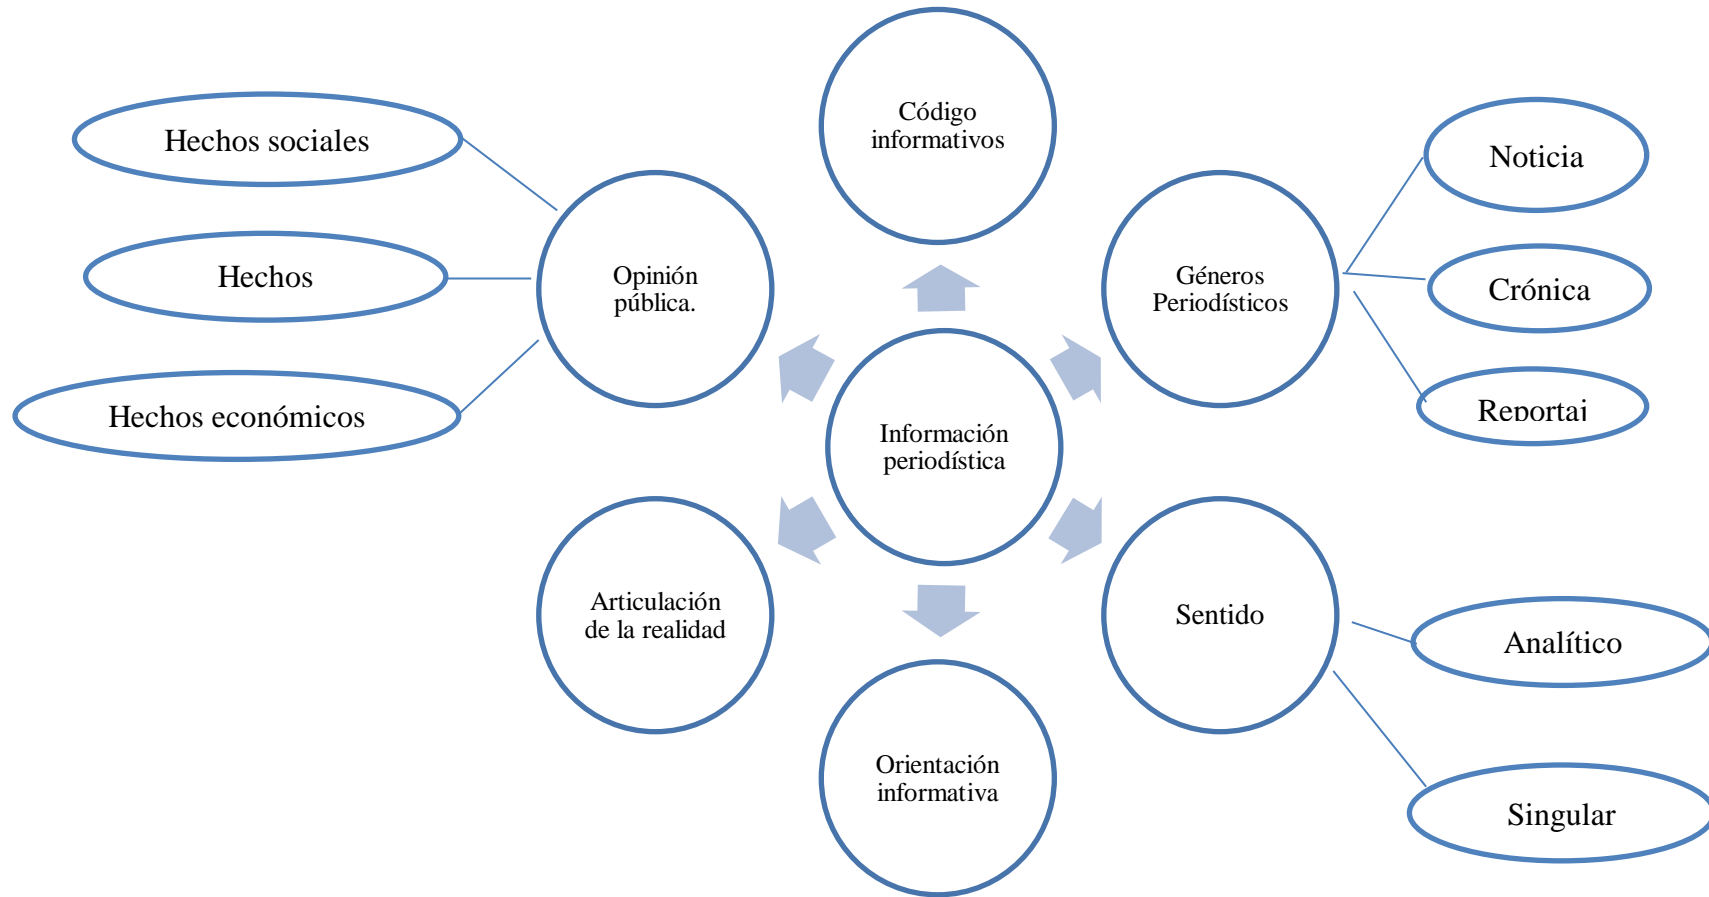 Código
informativos
Hechos sociales
Hechos
Hechos económicos
Opinión
pública.
Géneros
Periodísticos
Noticia
Crónica
Reportaj
Información
periodística
Articulación
de la realidad
Sentido
Analítico
Singular
Orientación
informativa